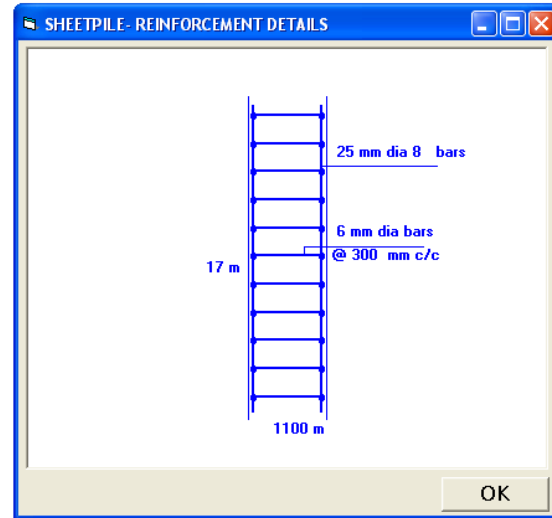 SHEETPILE- REINFORCEMENT DETAILS
25 mm dia 8 bars
6 mm dia bars
@ 300 mm c/c
17 m
1100 m
OK